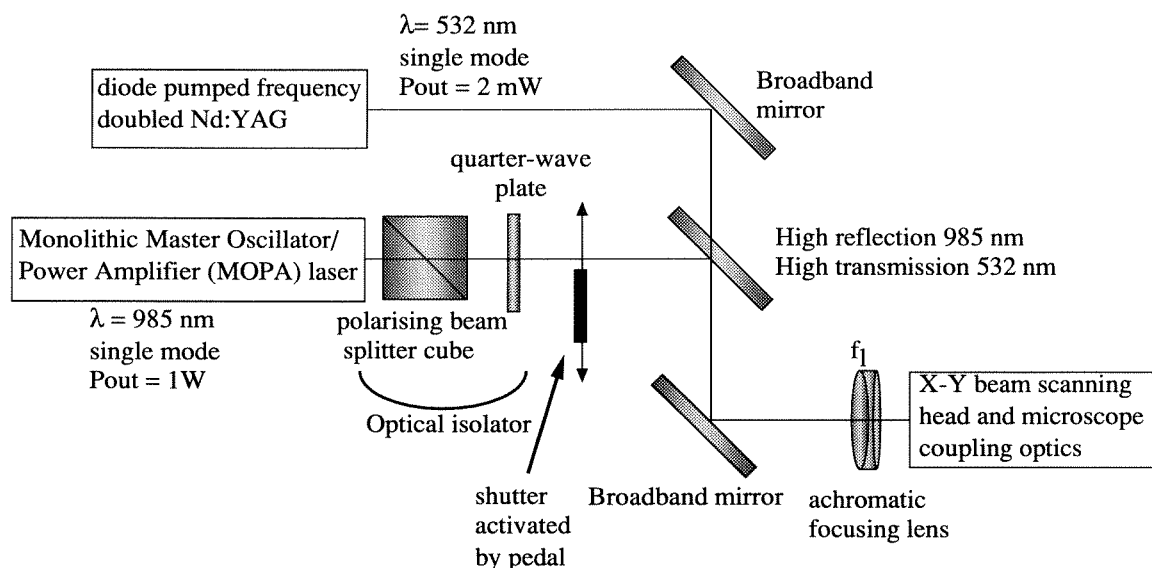 λ= 532 nm
single mode
Pout = 2 mW
diode pumped frequency
doubled Nd:YAG
Broadband
mirror
quarter-wave
plate
Monolithic Master Oscillator/
Power Amplifier (MOPA) laser
High reflection 985 nm
High transmission 532 nm
λ = 985 nm
single mode
Pout = 1W
polarising beam
splitter cube
Optical isolator
f1
X-Y beam scanning
head and microscope
coupling optics
shutter
activated
by pedal
Broadband mirror
achromatic
focusing lens